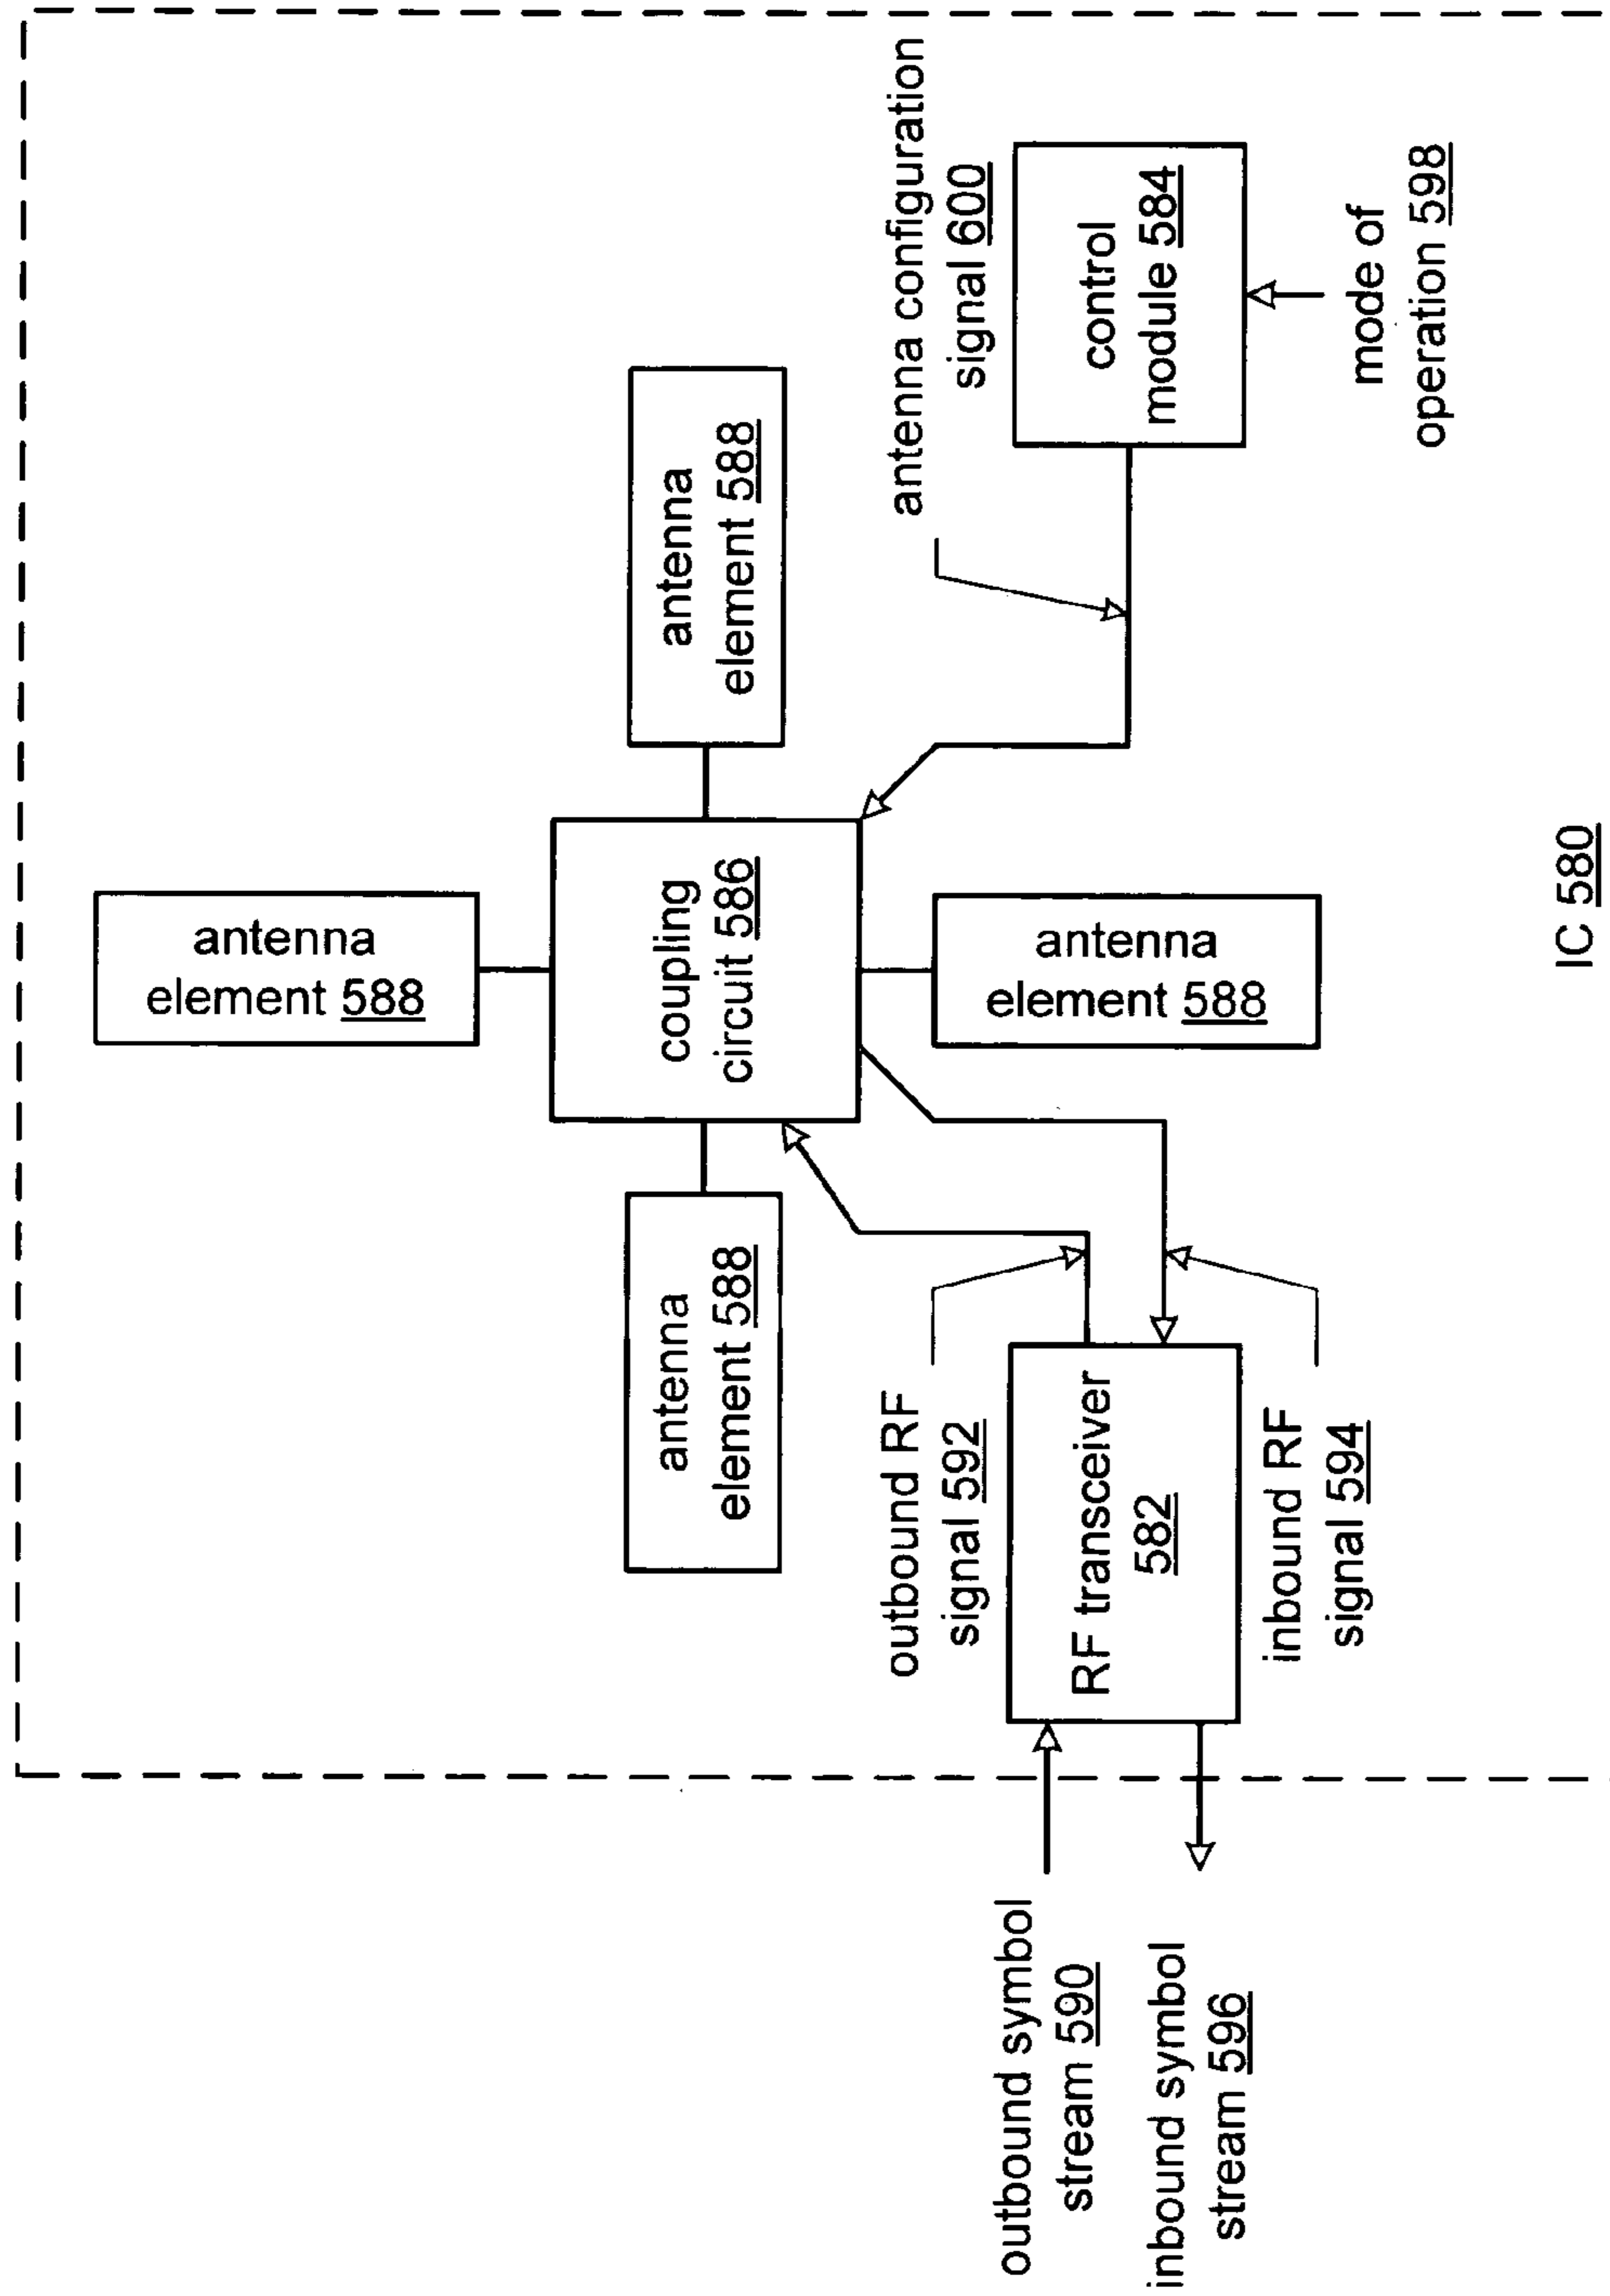 antenna
element 588
antenna
element 588
coupling
circuit 586
antenna
element 588
antenna
element 588
outbound RF
signal 592
antenna configuration
signal 600
outbound symbol
stream 590
RF transceiver
582
control
module 584
inbound symbol
stream 596
inbound RF
signal 594
mode of
operation 598
IC 580